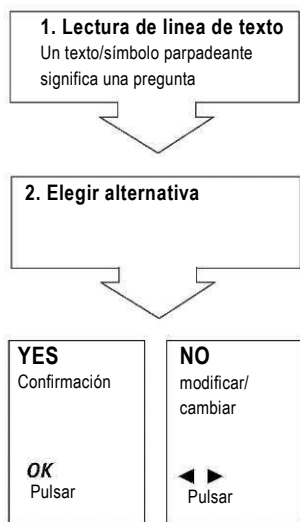 1. Lectura de linea de texto
Un texto/símbolo parpadeante
significa una pregunta
2. Elegir alternativa
YES
Confirmación
OK
Pulsar
NO
modificar/
cambiar
◄ ►
Pulsar